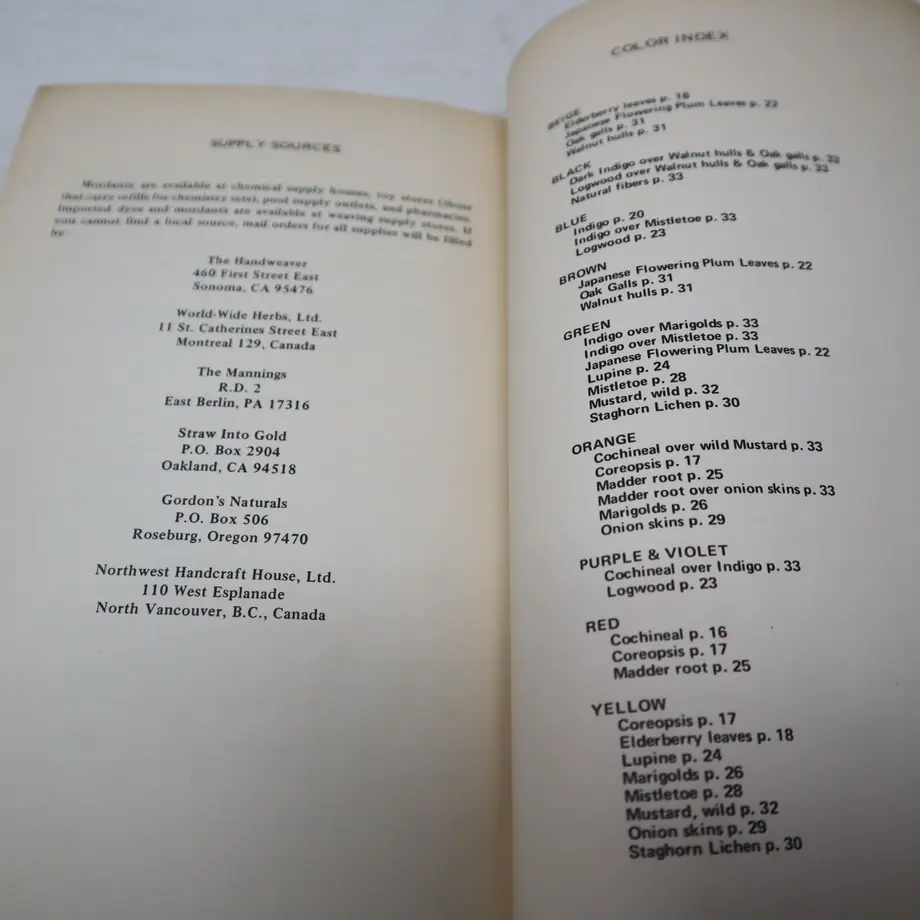 SUPPLY SOURCES
Mordants are available at chemical supply houses, toy stores (those
that carry refills for chemistry sets), pool supply outlets, and pharmacies.
Imported dyes and mordants are available at weaving supply stores. If
you cannot find a local source, mail orders for all supplies will be filled
by:
The Handweaver
460 First Street East
Sonoma, CA 95476
World-Wide Herbs, Ltd.
11 St. Catherines Street East
Montreal 129, Canada
The Mannings
R.D. 2
East Berlin, PA 17316
Straw Into Gold
P.O. Box 2904
Oakland, CA 94518
Gordon's Naturals
P.O. Box 506
Roseburg, Oregon 97470
Northwest Handcraft House, Ltd.
110 West Esplanade
North Vancouver, B.C., Canada
COLOR INDEX
BEIGE
Elderberry leaves p. 18
Japanese Flowering Plum Leaves p. 22
Oak galls p. 31
Walnut hulls p. 31
BLACK
Dark Indigo over Walnut hulls & Oak galls p. 33
Logwood over Walnut hulls & Oak galls p. 33
Natural fibers p. 33
BLUE
Indigo p. 20
Indigo over Mistletoe p. 33
Logwood p. 23
BROWN
Japanese Flowering Plum Leaves p. 22
Oak Galls p. 31
Walnut hulls p. 31
GREEN
Indigo over Marigolds p. 33
Indigo over Mistletoe p. 33
Japanese Flowering Plum Leaves p. 22
Lupine p. 24
Mistletoe p. 28
Mustard, wild p. 32
Staghorn Lichen p. 30
ORANGE
Cochineal over wild Mustard p. 33
Coreopsis p. 17
Madder root p. 25
Madder root over onion skins p. 33
Marigolds p. 26
Onion skins p. 29
PURPLE & VIOLET
Cochineal over Indigo p. 33
Logwood p. 23
RED
Cochineal p. 16
Coreopsis p. 17
Madder root p. 25
YELLOW
Coreopsis p. 17
Elderberry leaves p. 18
Lupine p. 24
Marigolds p. 26
Mistletoe p. 28
Mustard, wild p. 32
Onion skins p. 29
Staghorn Lichen p. 30